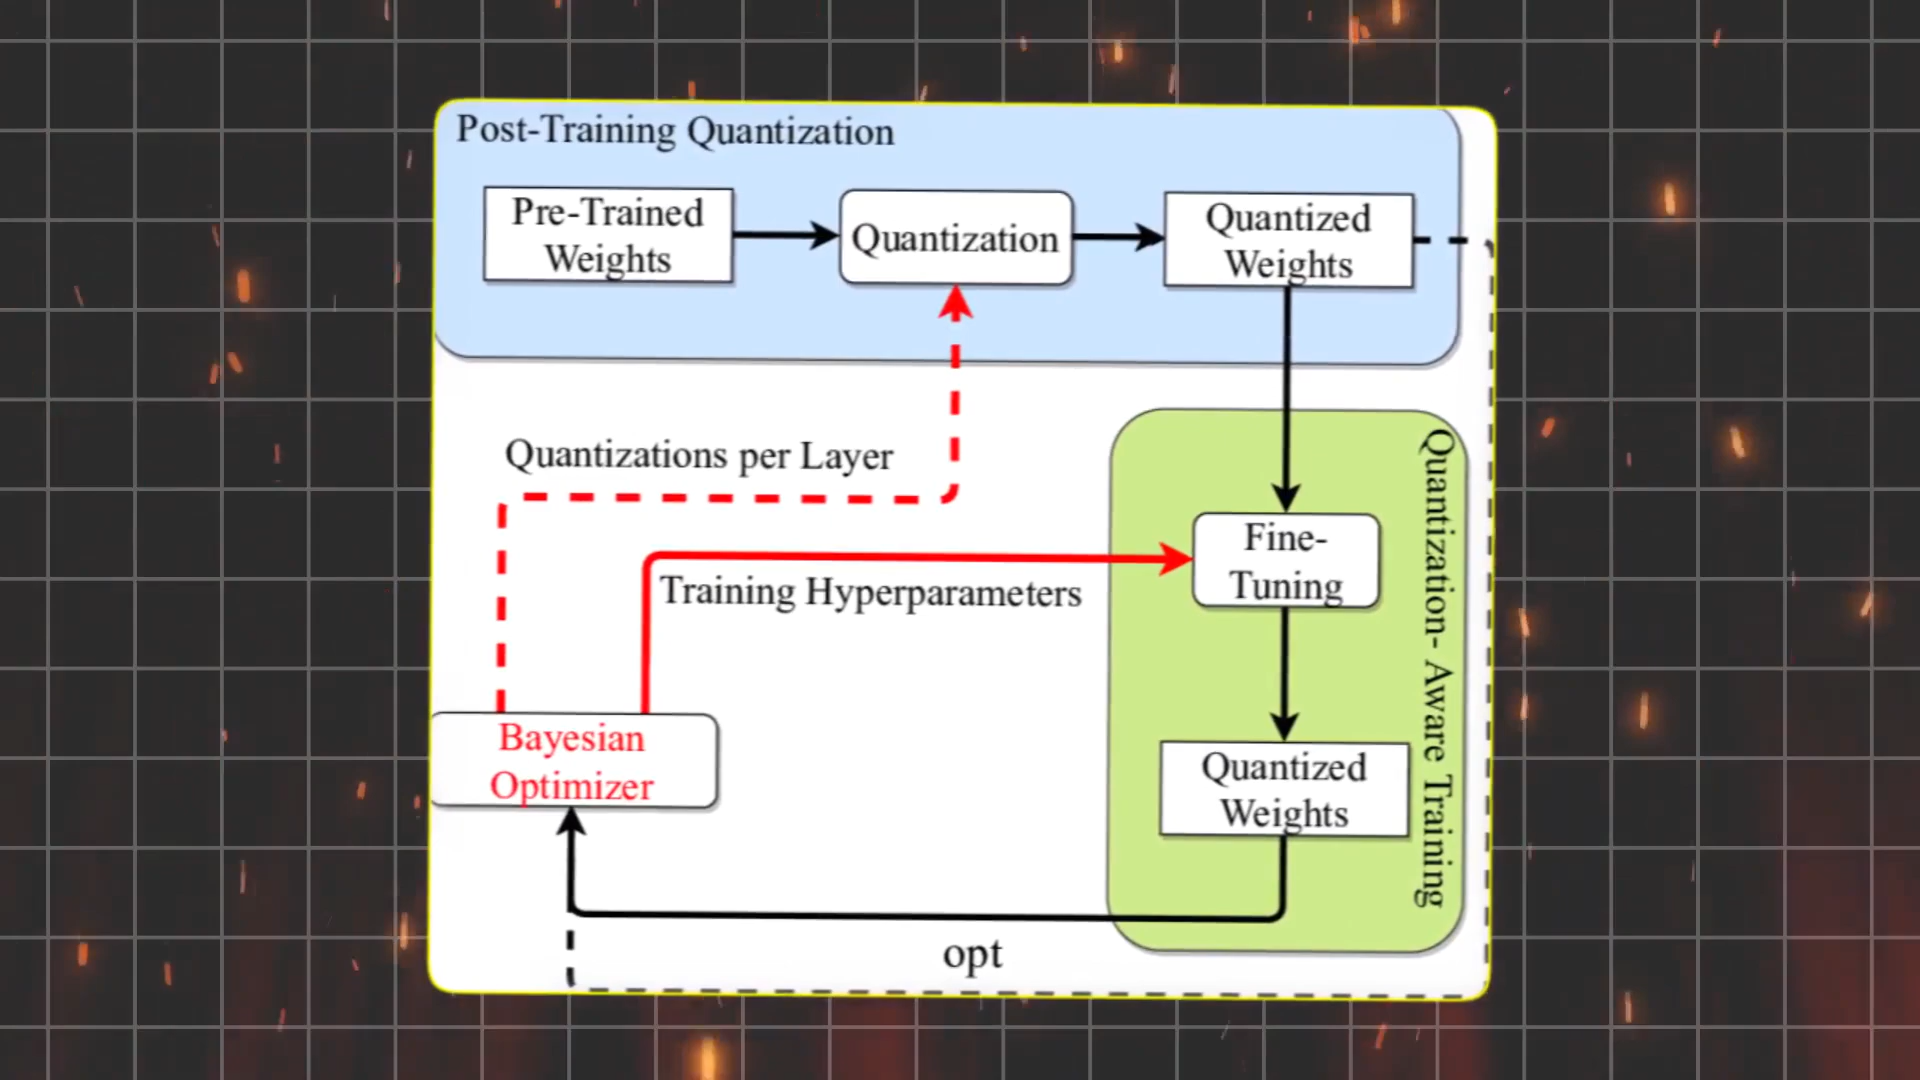 Post-Training Quantization
Pre-Trained
Weights
Quantization
Quantized
Weights
Quantizations per Layer
Training Hyperparameters
Fine-
Tuning
Quantization- Aware Training
Bayesian
Optimizer
Quantized
Weights
opt